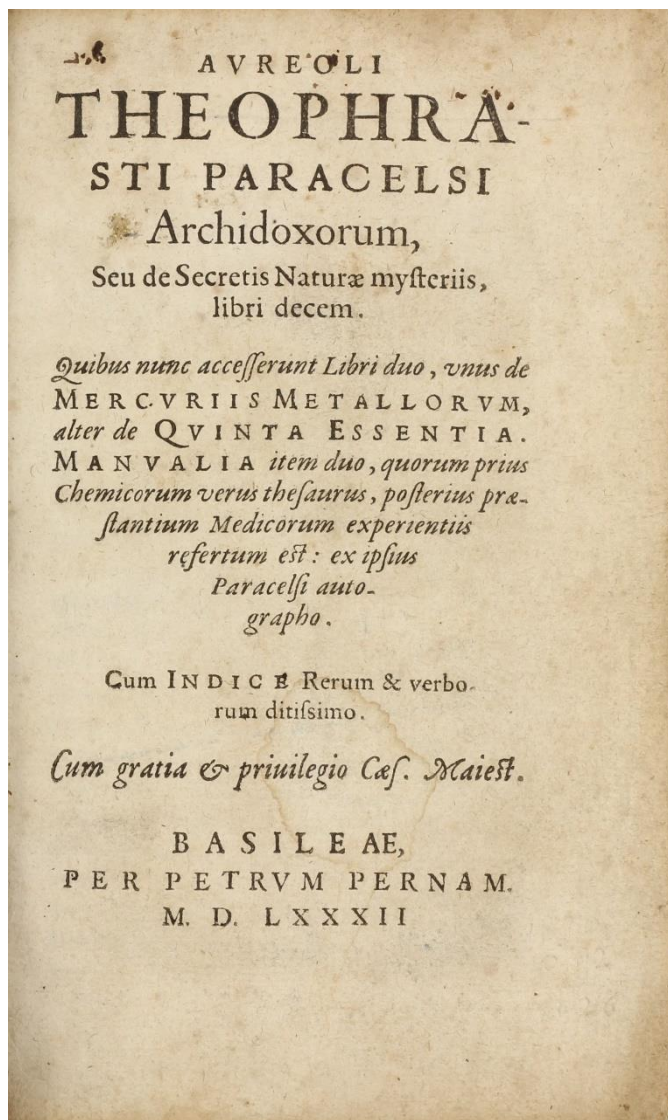 AVREOLI
THEOPHRA-
STI PARACELSI
Archidoxorum,
Seu de Secretis Naturæ myſteriis,
libri decem.
Quibus nunc acceſſerunt Libri duo, vnus de
MERCVRIIS METALLORVM,
alter de QVINTA ESSENTIA.
MANVALIA item duo, quorum prius
Chemicorum verus theſaurus, poſterius præ-
ſtantium Medicorum experientiis
refertum eſt: ex ipſius
Paracelſi auto-
grapho.
Cum INDICE Rerum & verbo-
rum ditiſsimo.
Cum gratia & priuilegio Cæſ. Maieſt.
BASILEAE,
PER PETRVM PERNAM.
M. D. LXXXII